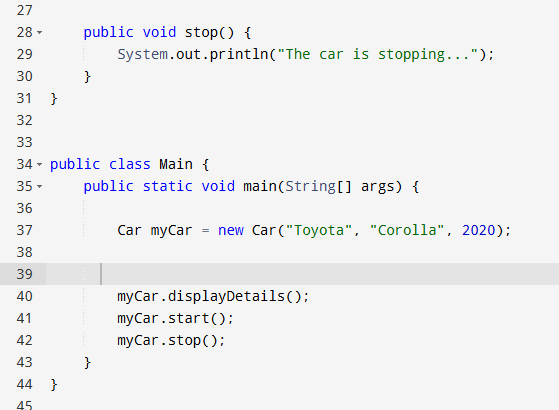 27
28    public void stop() {
29        System.out.println("The car is stopping...");
30    }
31 }
32
33
34 public class Main {
35    public static void main(String[] args) {
36
37        Car myCar = new Car("Toyota", "Corolla", 2020);
38
39
40        myCar.displayDetails();
41        myCar.start();
42        myCar.stop();
43    }
44 }
45